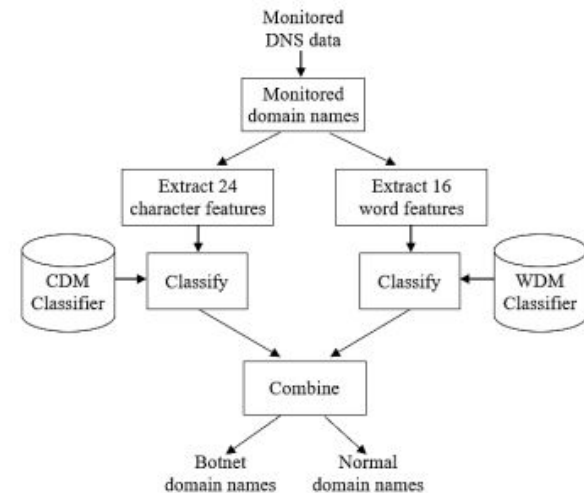 Monitored
DNS data
Monitored
domain names
Extract 24
character features
Extract 16
word features
CDM
Classifier
Classify
Classify
WDM
Classifier
Combine
Botnet
domain names
Normal
domain names